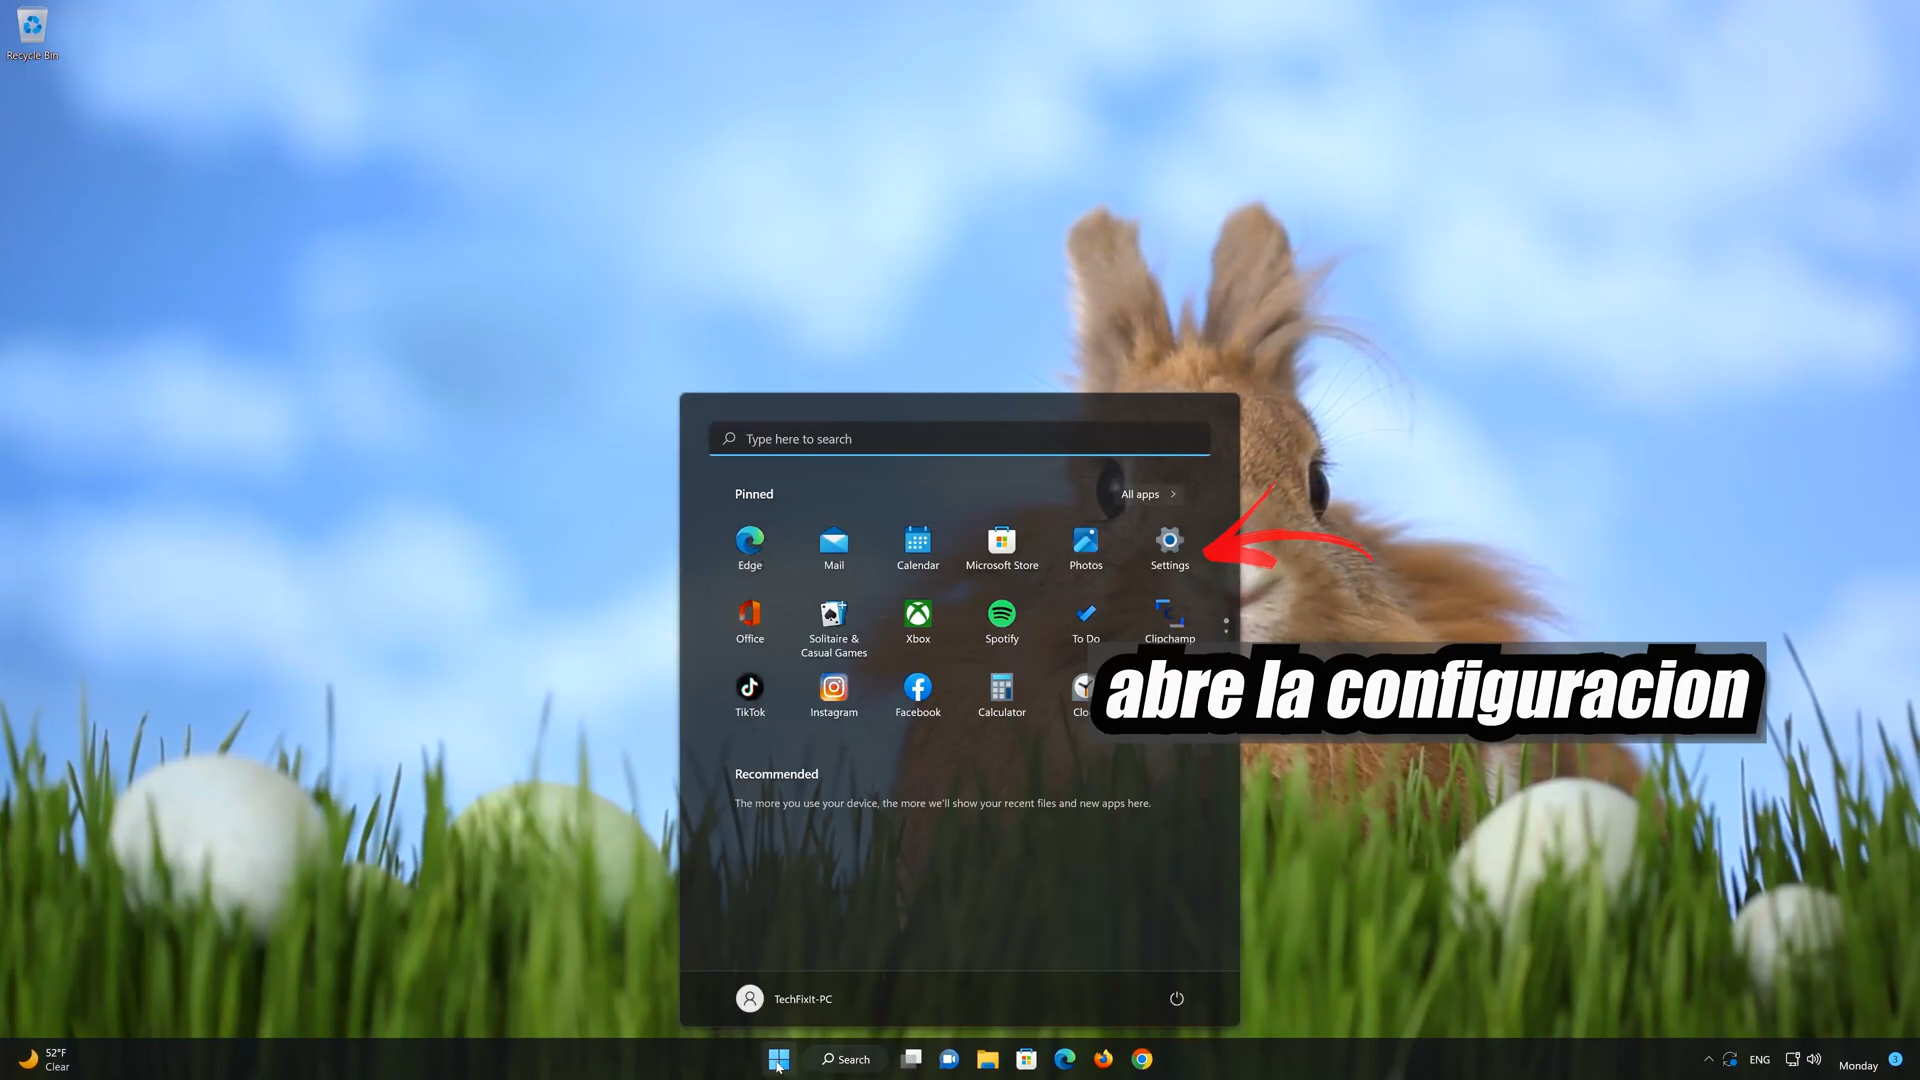 Recycle Bin
Type here to search
Pinned
All apps
Edge
Mail
Calendar
Microsoft Store
Photos
Settings
Office
Solitaire &
Casual Games
Xbox
Spotify
To Do
Clipchamp
TikTok
Instagram
Facebook
Calculator
Clo
abre la configuracion
Recommended
The more you use your device, the more we'll show your recent files and new apps here.
TechFixIt-PC
52°F
Clear
Search
ENG
Monday
3